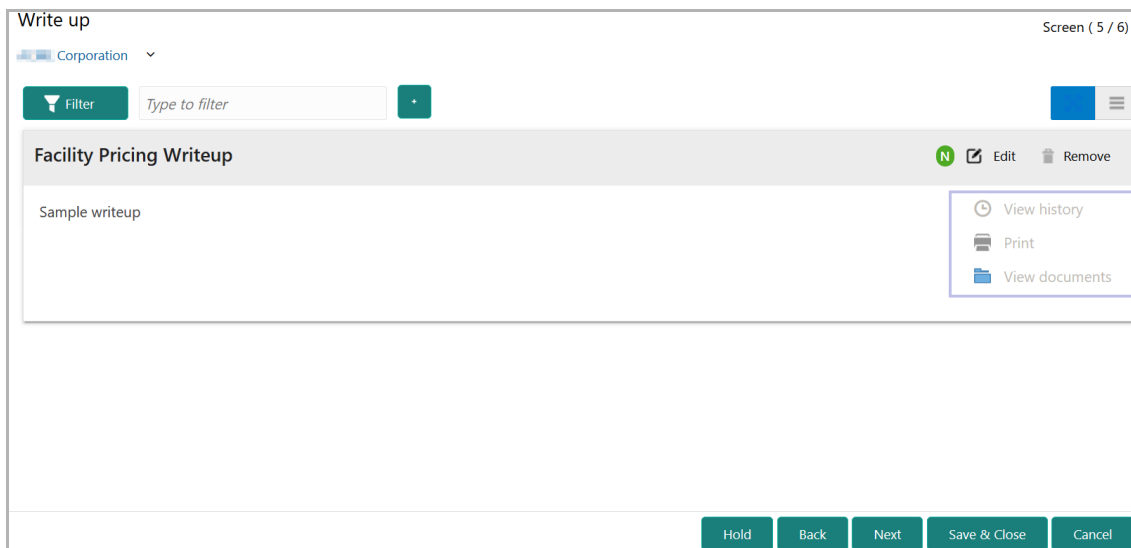 Write up
Screen ( 5 / 6)
Corporation
Filter
Type to filter
+
Facility Pricing Writeup
N
Edit
Remove
Sample writeup
View history
Print
View documents
Hold
Back
Next
Save & Close
Cancel